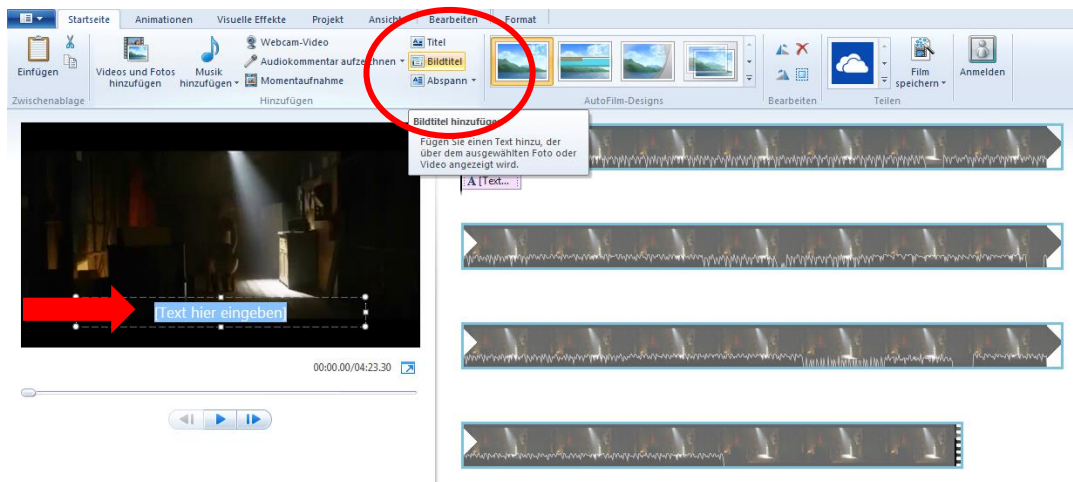 Startseite Animationen Visuelle Effekte Projekt Ansicht Bearbeiten Format
Einfügen
Videos und Fotos hinzufügen
Musik hinzufügen
Webcam-Video
Audiokommentar aufzeichnen
Momentaufnahme
Titel
Bildtitel
Abspann
Film speichern
Anmelden
Zwischenablage Hinzufügen AutoFilm-Designs Bearbeiten Teilen
Bildtitel hinzufügen
Fügen Sie einen Text hinzu, der
über dem ausgewählten Foto oder
Video angezeigt wird.
A [Text...
[Text hier eingeben]
00:00.00/04:23.30